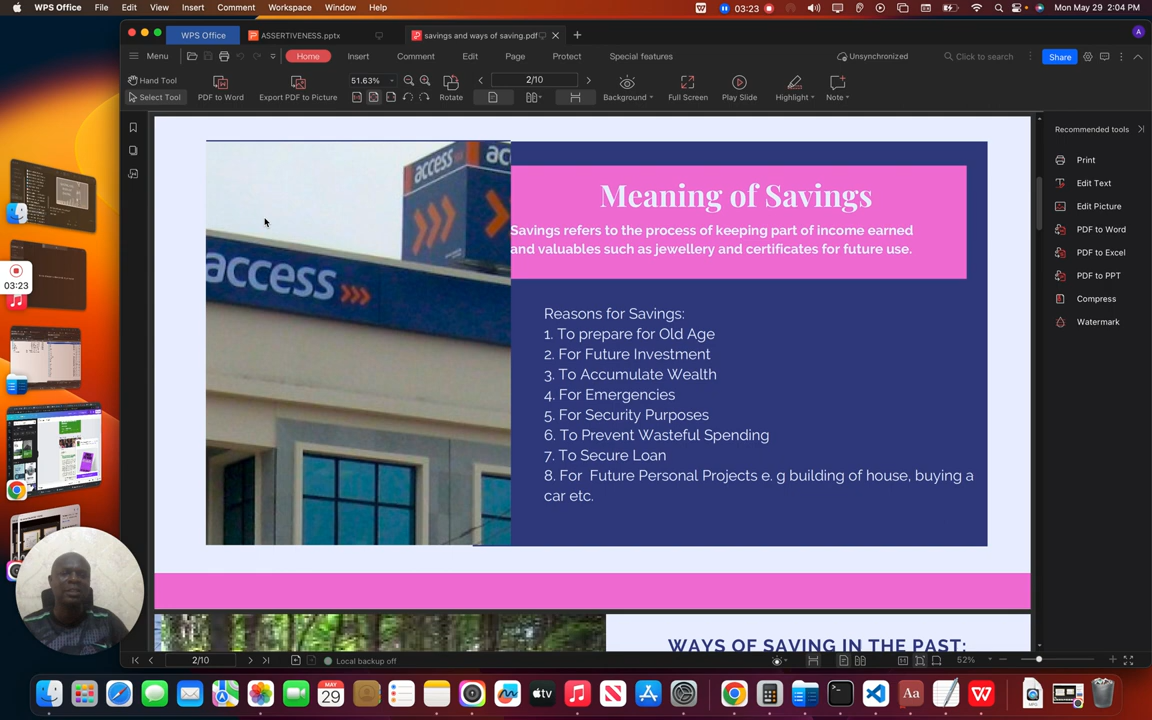 WPS Office File Edit View Insert Comment Workspace Window Help
03:23
Mon May 29 2:04 PM
WPS Office
ASSERTIVENESS.pptx
savings and ways of saving.pdf
A
Menu
Home
Insert
Comment
Edit
Page
Protect
Special features
Unsynchronized
Click to search
Share
Hand Tool
Select Tool
PDF to Word
Export PDF to Picture
51.63%
Rotate
2/10
Background
Full Screen
Play Slide
Highlight
Note
Recommended tools
Print
Edit Text
Edit Picture
PDF to Word
PDF to Excel
PDF to PPT
Compress
Watermark
03:23
access
ac
access
Meaning of Savings
Savings refers to the process of keeping part of income earned
and valuables such as jewellery and certificates for future use.
Reasons for Savings:
1. To prepare for Old Age
2. For Future Investment
3. To Accumulate Wealth
4. For Emergencies
5. For Security Purposes
6. To Prevent Wasteful Spending
7. To Secure Loan
8. For Future Personal Projects e. g building of house, buying a
car etc.
WAYS OF SAVING IN THE PAST:
2/10
Local backup off
52%
MAY
29
tv
Aa